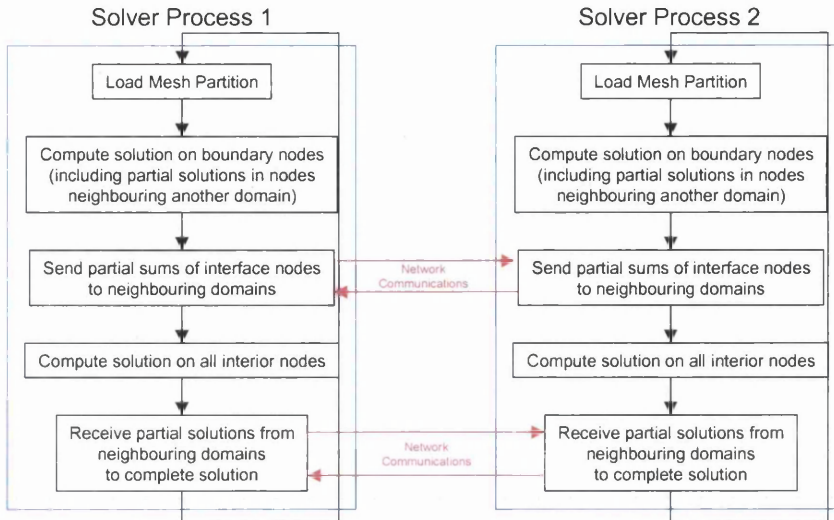 Solver Process 1
Load Mesh Partition
Compute solution on boundary nodes
(including partial solutions in nodes
neighbouring another domain)
Send partial sums of interface nodes
to neighbouring domains
Compute solution on all interior nodes
Receive partial solutions from
neighbouring domains
to complete solution
Network
Communications
Network
Communications
Solver Process 2
Load Mesh Partition
Compute solution on boundary nodes
(including partial solutions in nodes
neighbouring another domain)
Send partial sums of interface nodes
to neighbouring domains
Compute solution on all interior nodes
Receive partial solutions from
neighbouring domains
to complete solution